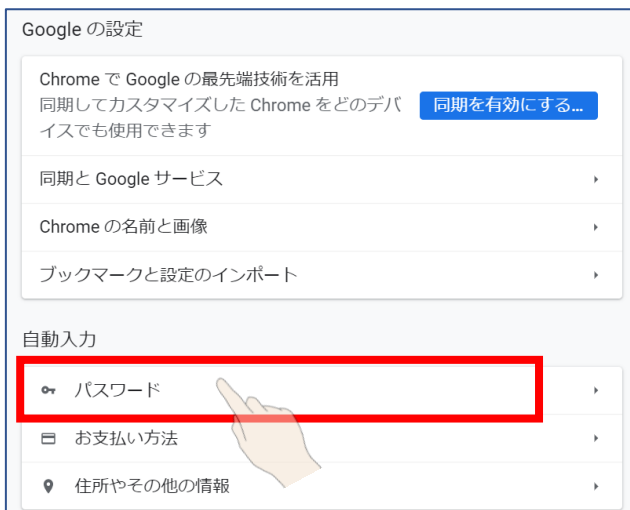 Google の設定
Chrome で Google の最先端技術を活用
同期してカスタマイズした Chrome をどのデバ
イスでも使用できます
同期を有効にする...
同期と Google サービス
Chrome の名前と画像
ブックマークと設定のインポート
自動入力
パスワード
お支払い方法
住所やその他の情報